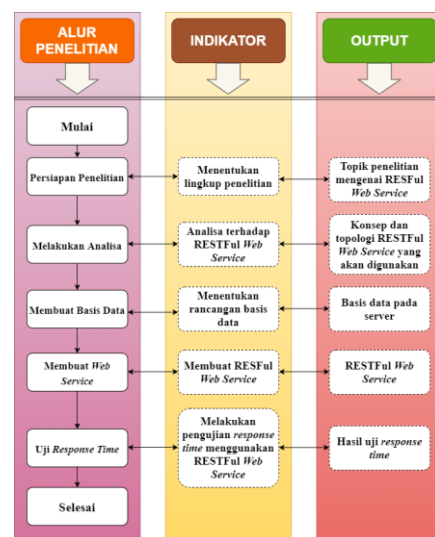 ALUR
PENELITIAN
INDIKATOR
OUTPUT
Mulai
Persiapan Penelitian
Menentukan
lingkup penelitian
Topik penelitian
mengenai RESFul
Web Service
Melakukan Analisa
Analisa terhadap
RESTFul Web
Service
Konsep dan
topologi RESTFul
Web Service yang
akan digunakan
Membuat Basis Data
Menentukan
rancangan basis
data
Basis data pada
server
Membuat Web
Service
Membuat RESFul
Web Service
RESTFul Web
Service
Uji Response Time
Melakukan
pengujian response
time menggunakan
RESTFul Web
Service
Hasil uji response
time
Selesai